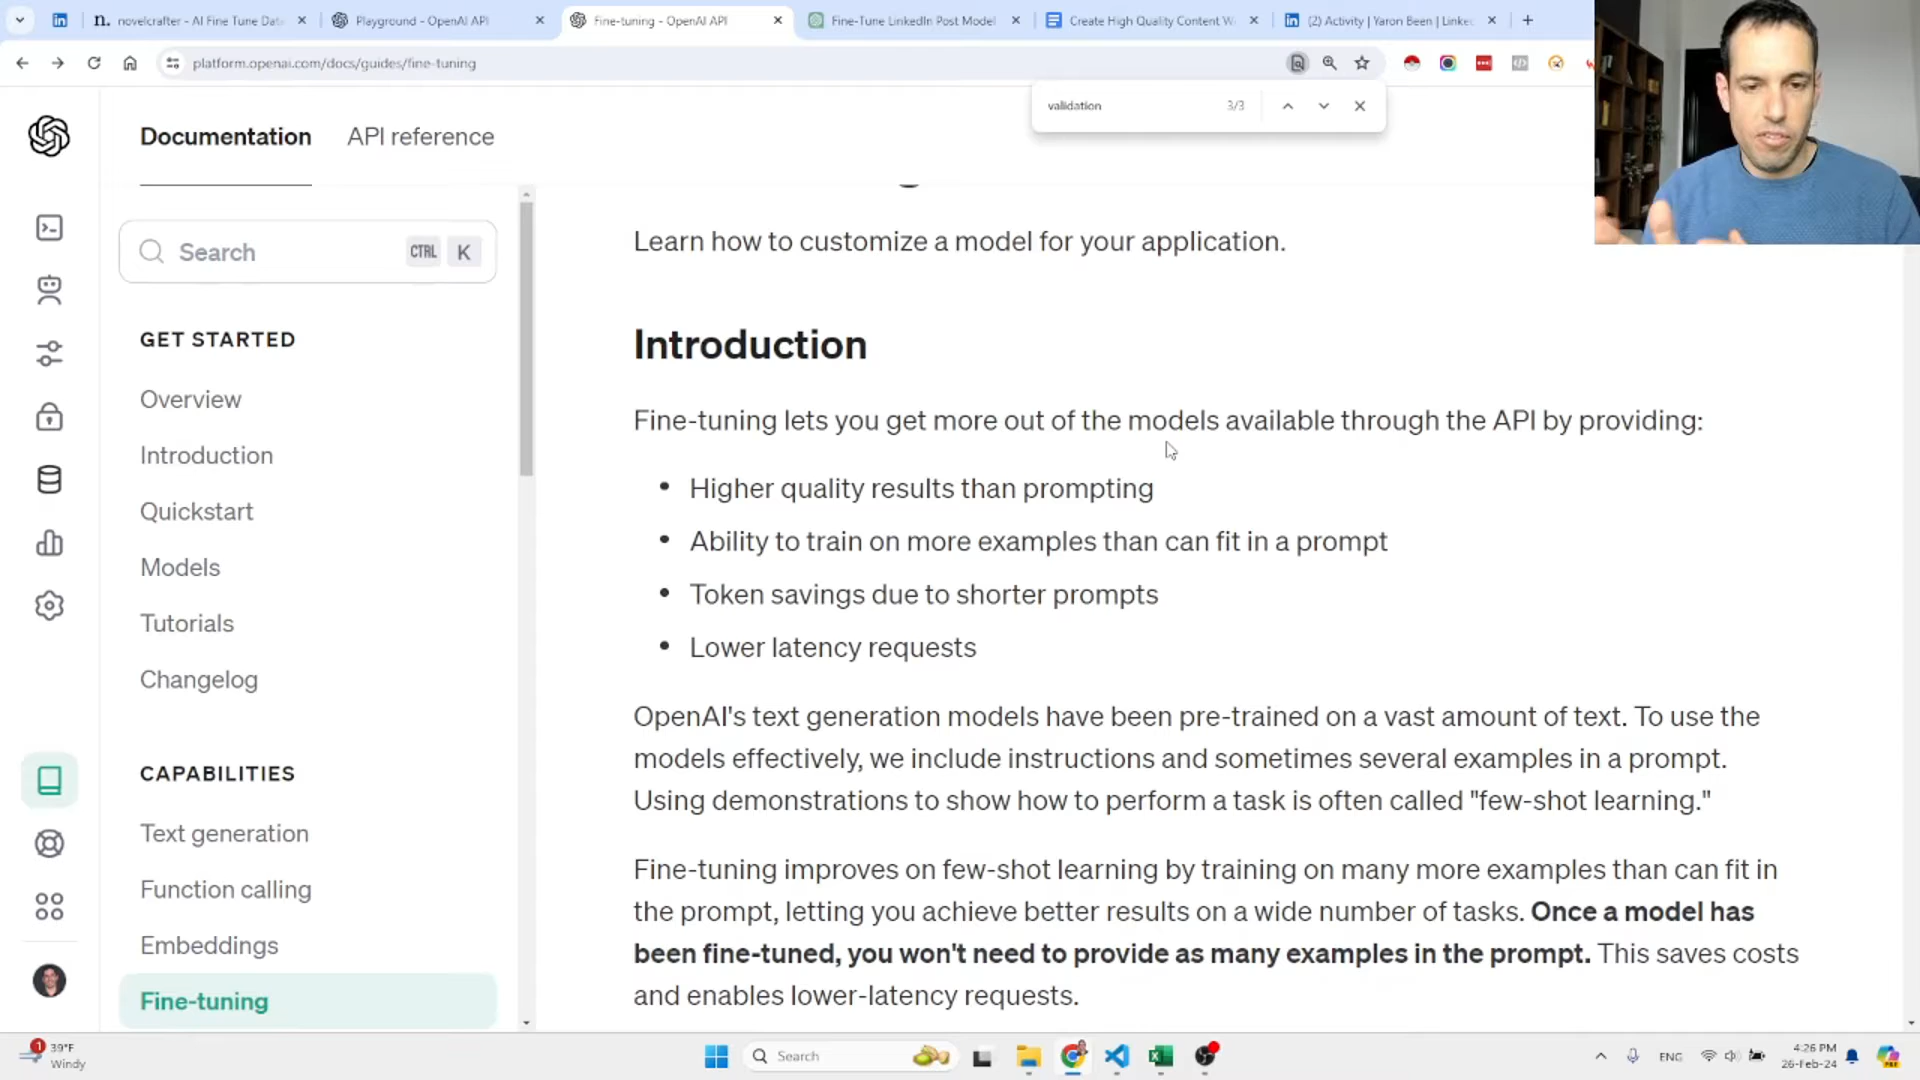 novelcrafter - AI Fine Tune Data
Playground - OpenAI API
Fine-tuning - OpenAI API
Fine-Tune LinkedIn Post Model
Create High Quality Content W
(2) Activity | Yaron Been | Linke
platform.openai.com/docs/guides/fine-tuning
validation
3/3
Documentation
API reference
Search
CTRL
K
GET STARTED
Overview
Introduction
Quickstart
Models
Tutorials
Changelog
CAPABILITIES
Text generation
Function calling
Embeddings
Fine-tuning
Learn how to customize a model for your application.
Introduction
Fine-tuning lets you get more out of the models available through the API by providing:
• Higher quality results than prompting
• Ability to train on more examples than can fit in a prompt
• Token savings due to shorter prompts
• Lower latency requests
OpenAI's text generation models have been pre-trained on a vast amount of text. To use the
models effectively, we include instructions and sometimes several examples in a prompt.
Using demonstrations to show how to perform a task is often called "few-shot learning."
Fine-tuning improves on few-shot learning by training on many more examples than can fit in
the prompt, letting you achieve better results on a wide number of tasks. Once a model has
been fine-tuned, you won't need to provide as many examples in the prompt. This saves costs
and enables lower-latency requests.
1
39°F
Windy
Search
ENG
4:26 PM
26-Feb-24